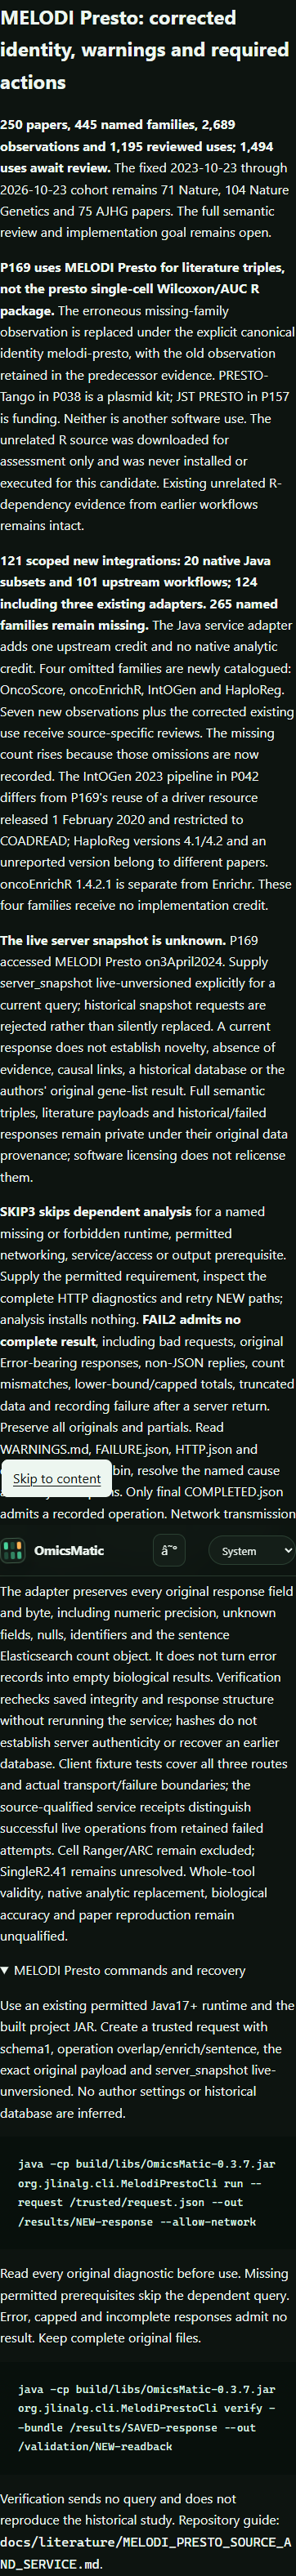 MELODI Presto: corrected
identity, warnings and required
actions
250 papers, 445 named families, 2,689
observations and 1,195 reviewed uses; 1,494
uses await review. The fixed 2023-10-23 through
2026-10-23 cohort remains 71 Nature, 104 Nature
Genetics and 75 AJHG papers. The full semantic
review and implementation goal remains open.
P169 uses MELODI Presto for literature triples,
not the presto single-cell Wilcoxon/AUC R
package. The erroneous missing-family
observation is replaced under the explicit canonical
identity melodi-presto, with the old observation
retained in the predecessor evidence. PRESTO-
Tango in P038 is a plasmid kit; JST PRESTO in P157
is funding. Neither is another software use. The
unrelated R source was downloaded for
assessment only and was never installed or
executed for this candidate. Existing unrelated R-
dependency evidence from earlier workflows
remains intact.
121 scoped new integrations: 20 native Java
subsets and 101 upstream workflows; 124
including three existing adapters. 265 named
families remain missing. The Java service adapter
adds one upstream credit and no native analytic
credit. Four omitted families are newly catalogued:
OncoScore, oncoEnrichR, IntOGen and HaploReg.
Seven new observations plus the corrected existing
use receive source-specific reviews. The missing
count rises because those omissions are now
recorded. The IntOGen 2023 pipeline in P042
differs from P169's reuse of a driver resource
released 1 February 2020 and restricted to
COADREAD; HaploReg versions 4.1/4.2 and an
unreported version belong to different papers.
oncoEnrichR 1.4.2.1 is separate from Enrichr. These
four families receive no implementation credit.
The live server snapshot is unknown. P169
accessed MELODI Presto on3April2024. Supply
server_snapshot live-unversioned explicitly for a
current query; historical snapshot requests are
rejected rather than silently replaced. A current
response does not establish novelty, absence of
evidence, causal links, a historical database or the
authors' original gene-list result. Full semantic
triples, literature payloads and historical/failed
responses remain private under their original data
provenance; software licensing does not relicense
them.
SKIP3 skips dependent analysis for a named
missing or forbidden runtime, permitted
networking, service/access or output prerequisite.
Supply the permitted requirement, inspect the
complete HTTP diagnostics and retry NEW paths;
analysis installs nothing. FAIL2 admits no
complete result, including bad requests, original
Error-bearing responses, non-JSON replies, count
mismatches, lower-bound/capped totals, truncated
data and recording failure after a server return.
Preserve all originals and partials. Read
WARNINGS.md, FAILURE.json, HTTP.json and
Skip to content
bin, resolve the named cause
Only final COMPLETED.json
admits a recorded operation. Network transmission
OmicsMatic
â˜°
System
The adapter preserves every original response field
and byte, including numeric precision, unknown
fields, nulls, identifiers and the sentence
Elasticsearch count object. It does not turn error
records into empty biological results. Verification
rechecks saved integrity and response structure
without rerunning the service; hashes do not
establish server authenticity or recover an earlier
database. Client fixture tests cover all three routes
and actual transport/failure boundaries; the
source-qualified service receipts distinguish
successful live operations from retained failed
attempts. Cell Ranger/ARC remain excluded;
SingleR2.41 remains unresolved. Whole-tool
validity, native analytic replacement, biological
accuracy and paper reproduction remain
unqualified.
▼ MELODI Presto commands and recovery
Use an existing permitted Java17+ runtime and the
built project JAR. Create a trusted request with
schema1, operation overlap/enrich/sentence, the
exact original payload and server_snapshot live-
unversioned. No author settings or historical
database are inferred.
java -cp build/libs/OmicsMatic-0.3.7.jar
org.jlinalg.cli.MelodiPrestoCli run --
request /trusted/request.json --out
/results/NEW-response --allow-network
Read every original diagnostic before use. Missing
permitted prerequisites skip the dependent query.
Error, capped and incomplete responses admit no
result. Keep complete original files.
java -cp build/libs/OmicsMatic-0.3.7.jar
org.jlinalg.cli.MelodiPrestoCli verify -
-bundle /results/SAVED-response --out
/validation/NEW-readback
Verification sends no query and does not
reproduce the historical study. Repository guide:
docs/literature/MELODI_PRESTO_SOURCE_A
ND_SERVICE.md.